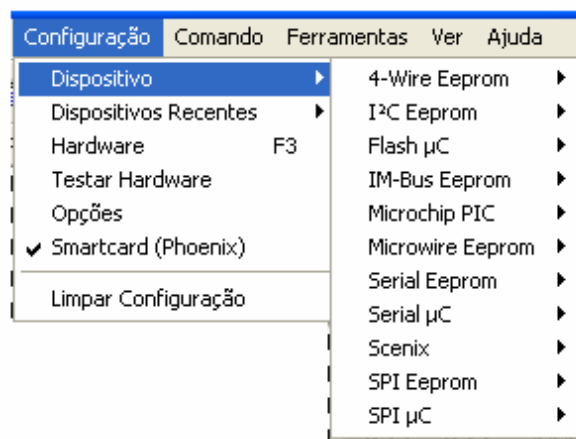 Configuração Comando Ferramentas Ver Ajuda
Dispositivo
Dispositivos Recentes
Hardware F3
Testar Hardware
Opções
Smartcard (Phoenix)
Limpar Configuração
4-Wire Eeprom
I²C Eeprom
Flash µC
IM-Bus Eeprom
Microchip PIC
Microwire Eeprom
Serial Eeprom
Serial µC
Scenix
SPI Eeprom
SPI µC